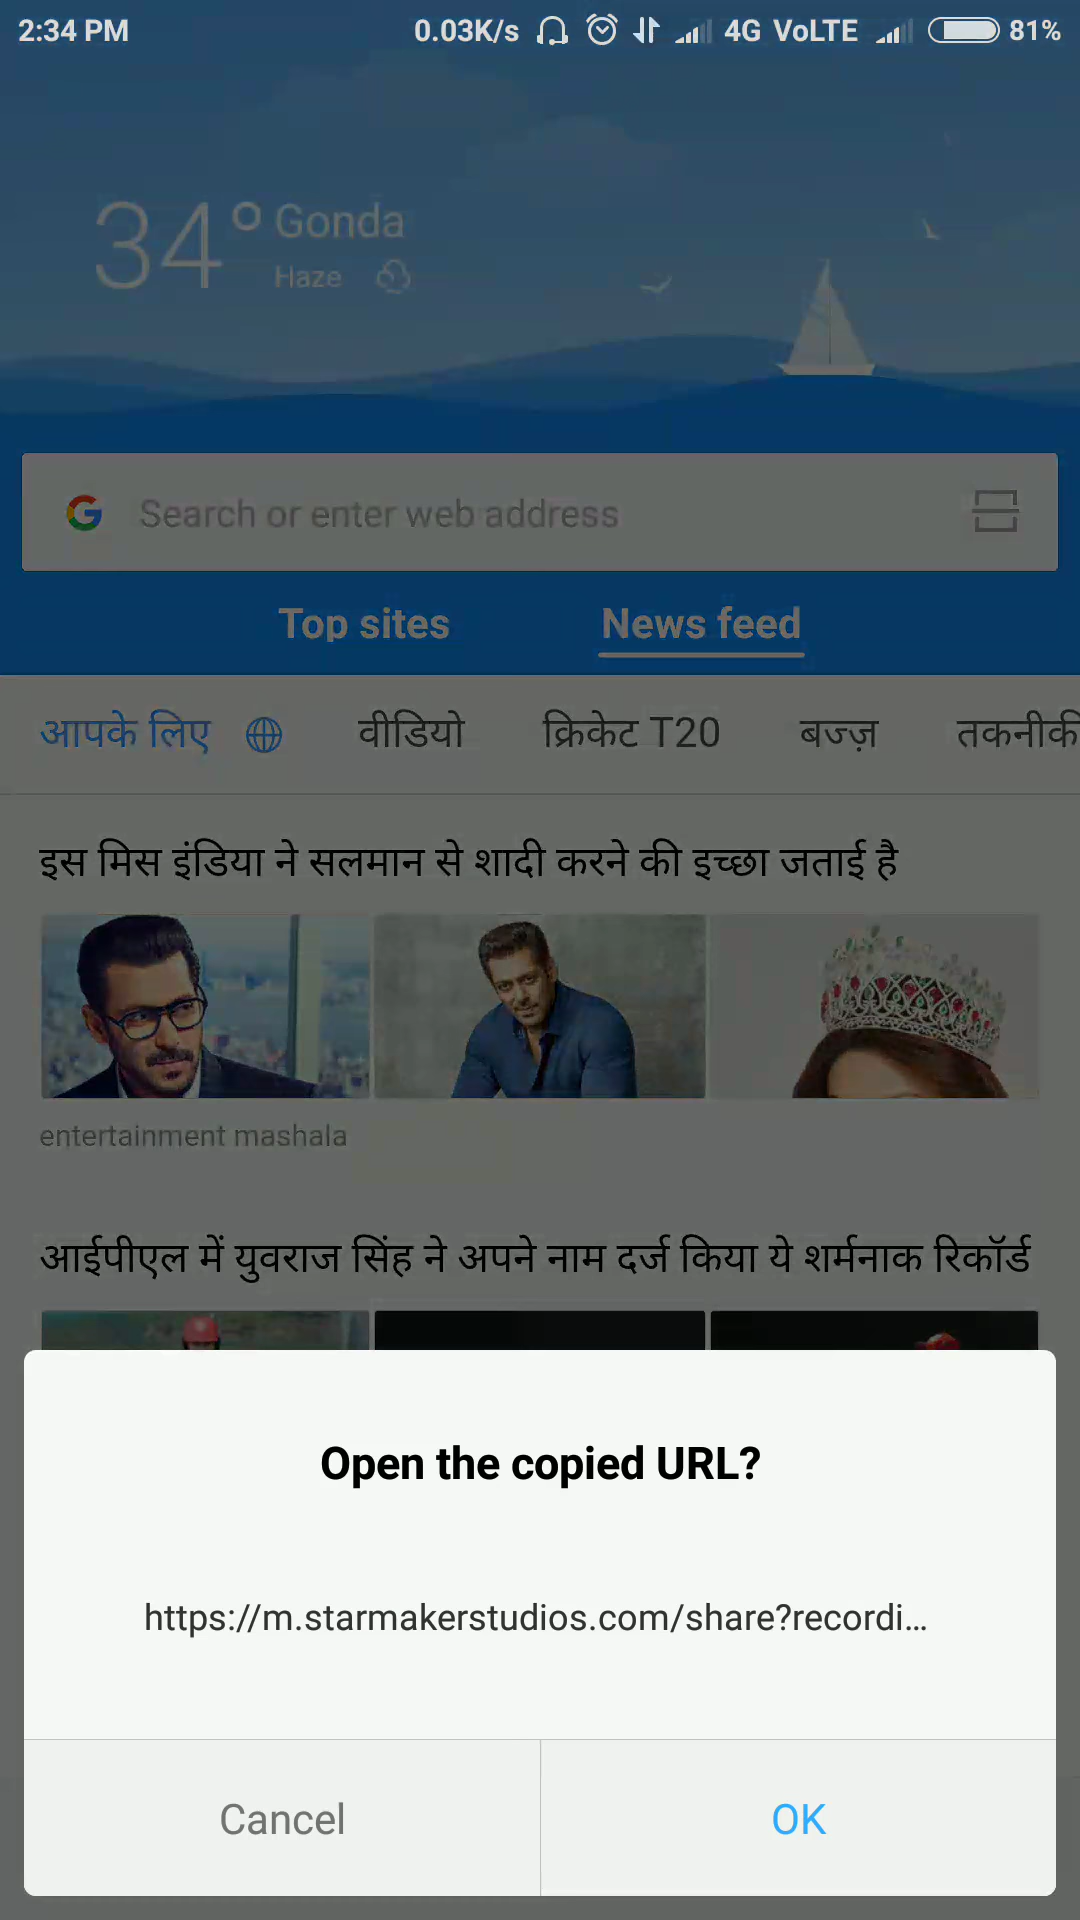 2:34 PM 0.03K/s 4G VoLTE 81%
34° Gonda
Haze
Search or enter web address
Top sites News feed
आपके लिए वीडियो क्रिकेट T20 बज्ज़ तकनीकी
इस मिस इंडिया ने सलमान से शादी करने की इच्छा जताई है
entertainment mashala
आईपीएल में युवराज सिंह ने अपने नाम दर्ज किया ये शर्मनाक रिकॉर्ड
Open the copied URL?
https://m.starmakerstudios.com/share?recordi...
Cancel OK